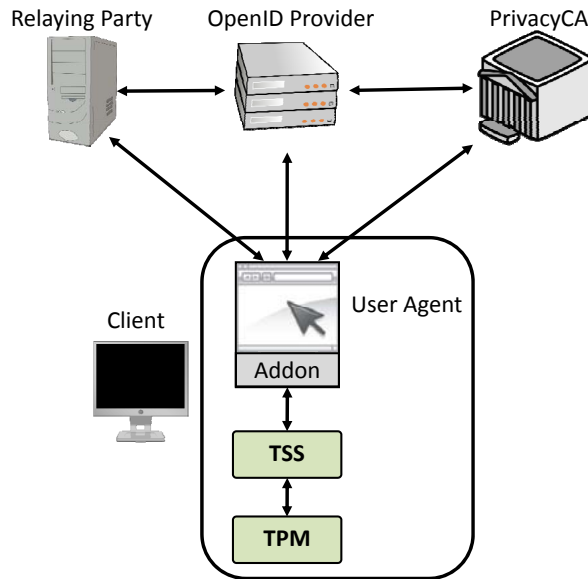 Relaying Party
OpenID Provider
PrivacyCA
User Agent
Client
Addon
TSS
TPM